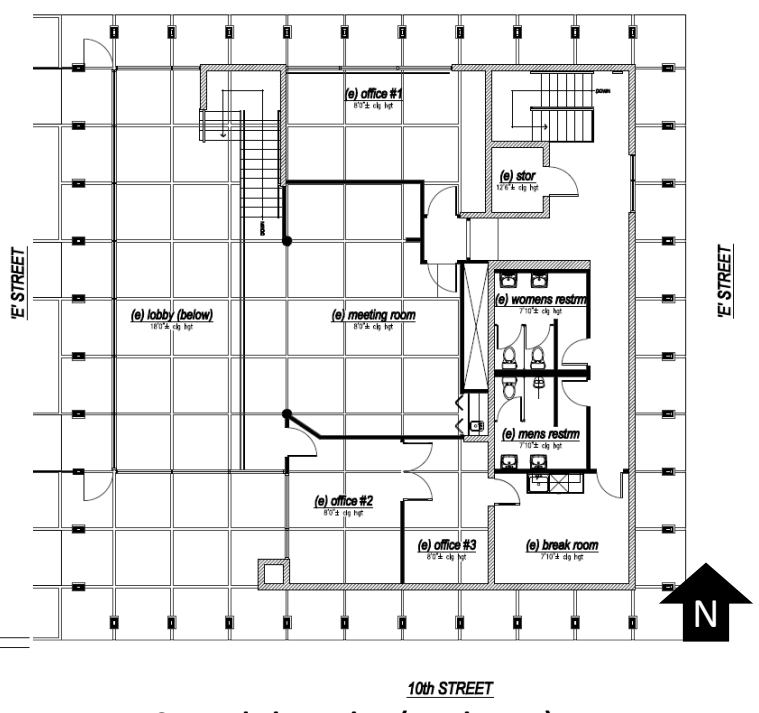 (e) office #1
8'0"± clg hgt
DOWN
(e) stor
12'6"± clg hgt
DOWN
'E' STREET
'E' STREET
(e) lobby (below)
18'0"± clg hgt
(e) meeting room
8'0"± clg hgt
(e) womens restrm
7'10"± clg hgt
(e) mens restrm
7'10"± clg hgt
(e) office #2
8'0"± clg hgt
(e) office #3
8'0"± clg hgt
(e) break room
7'10"± clg hgt
N
10th STREET